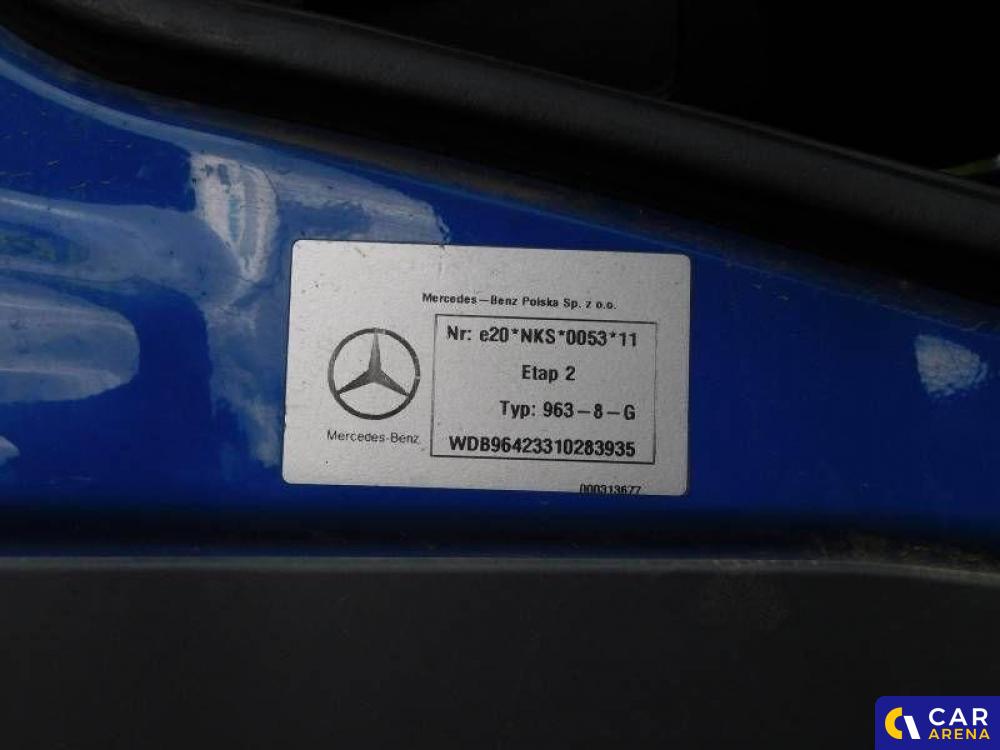 Mercedes-Benz Polska Sp. z o.o.
Nr: e20*NKS*0053*11
Etap 2
Typ: 963-8-G
WDB96423310283935
Mercedes-Benz
000313677
CAR
ARENA